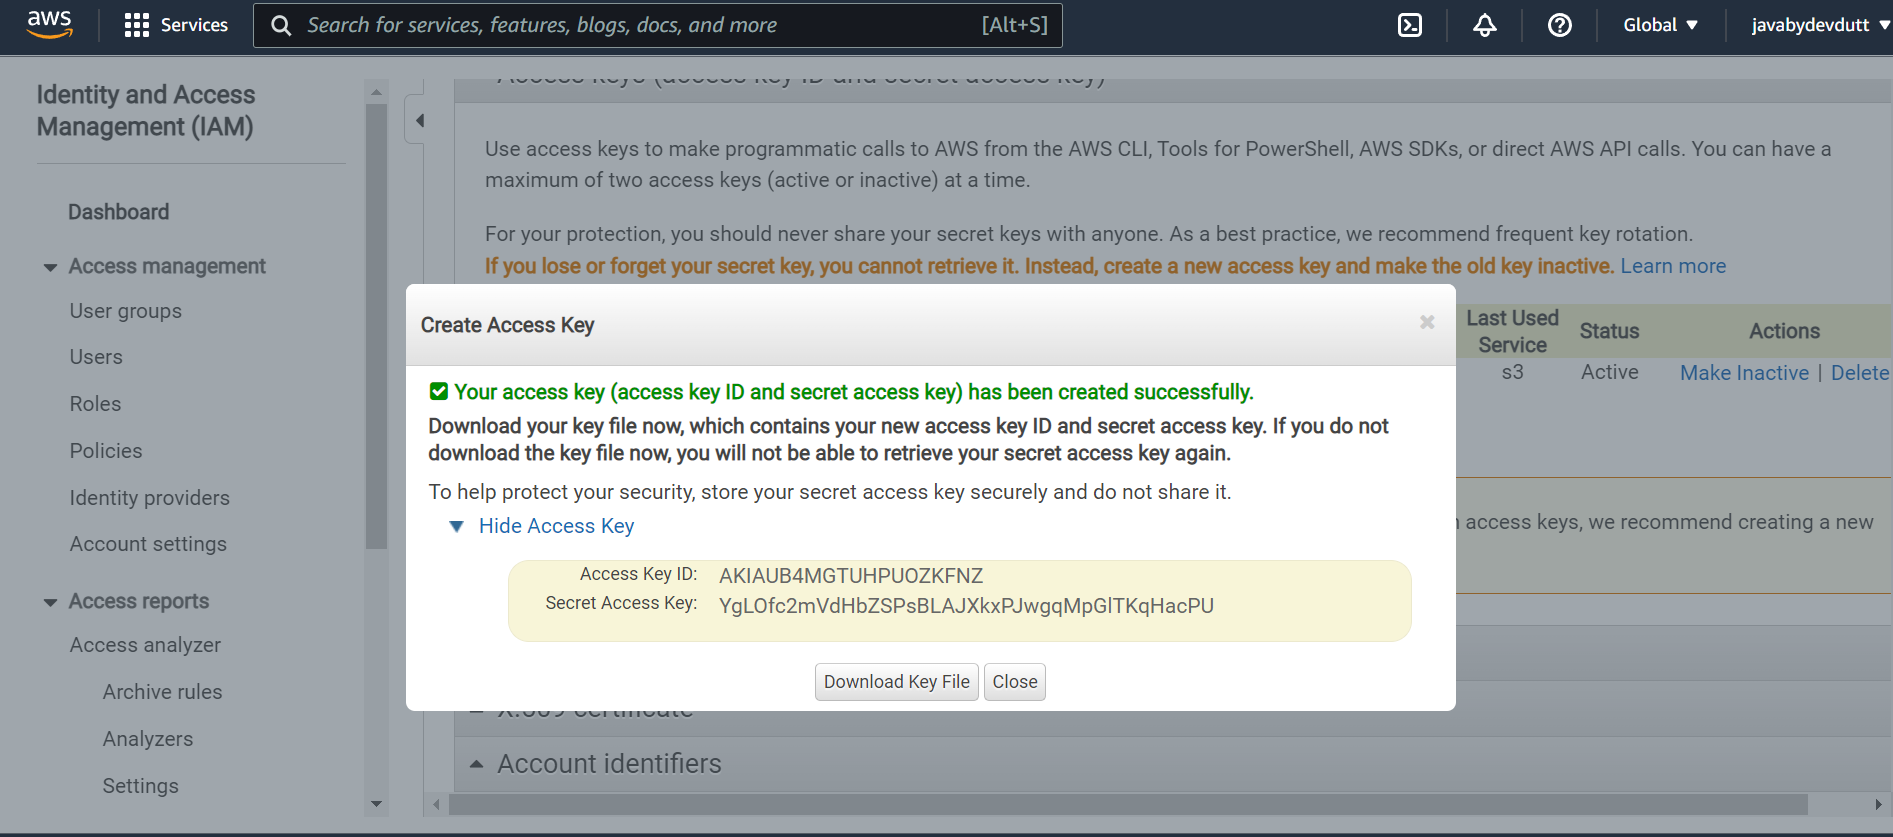 aws
Services
Search for services, features, blogs, docs, and more
[Alt+S]
Global
javabydevdutt
Identity and Access
Management (IAM)
Dashboard
Access management
User groups
Users
Roles
Policies
Identity providers
Account settings
Access reports
Access analyzer
Archive rules
Analyzers
Settings
Access keys (access key ID and secret access key)
Use access keys to make programmatic calls to AWS from the AWS CLI, Tools for PowerShell, AWS SDKs, or direct AWS API calls. You can have a
maximum of two access keys (active or inactive) at a time.
For your protection, you should never share your secret keys with anyone. As a best practice, we recommend frequent key rotation.
If you lose or forget your secret key, you cannot retrieve it. Instead, create a new access key and make the old key inactive. Learn more
Last Used
Service
Status
Actions
s3
Active
Make Inactive | Delete
access keys, we recommend creating a new
Create Access Key
Your access key (access key ID and secret access key) has been created successfully.
Download your key file now, which contains your new access key ID and secret access key. If you do not
download the key file now, you will not be able to retrieve your secret access key again.
To help protect your security, store your secret access key securely and do not share it.
Hide Access Key
Access Key ID: AKIAUB4MGTUHPUOZKFNZ
Secret Access Key: YgLOfc2mVdHbZSPsBLAJXkxPJwgqMpGlTKqHacPU
Download Key File
Close
X.509 certificate
Account identifiers